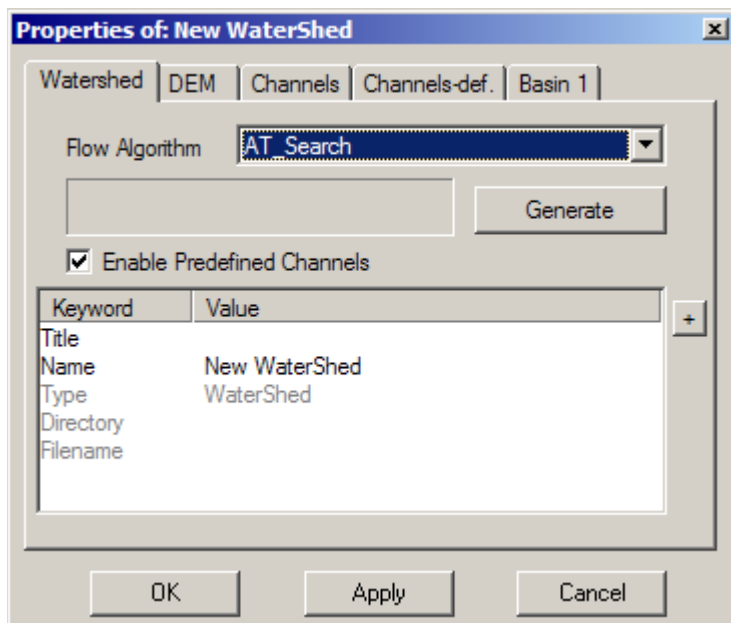 Properties of: New WaterShed
Watershed DEM Channels Channels-def. Basin 1
Flow Algorithm AT_Search
Generate
Enable Predefined Channels
Keyword Value
+
Title
Name New WaterShed
Type WaterShed
Directory
Filename
OK Apply Cancel